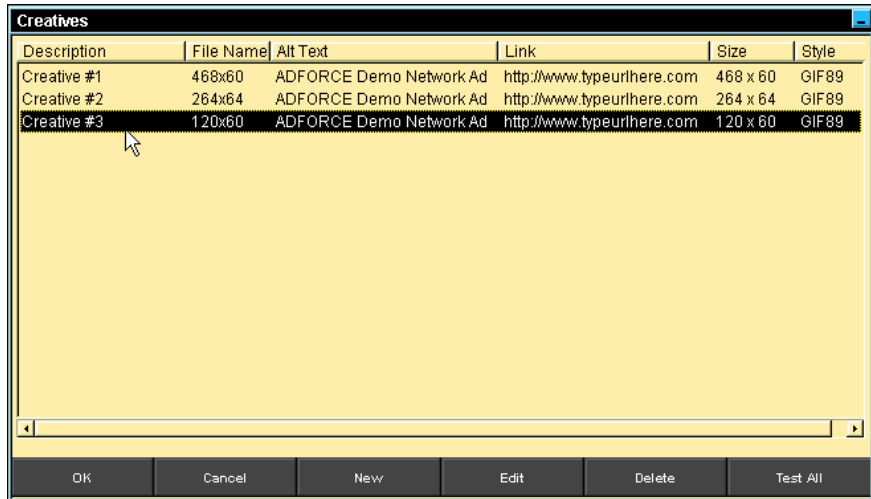 Creatives
Description File Name Alt Text Link Size Style
Creative #1 468x60 ADFORCE Demo Network Ad http://www.typeurlhere.com 468 x 60 GIF89
Creative #2 264x64 ADFORCE Demo Network Ad http://www.typeurlhere.com 264 x 64 GIF89
Creative #3 120x60 ADFORCE Demo Network Ad http://www.typeurlhere.com 120 x 60 GIF89
OK Cancel New Edit Delete Test All